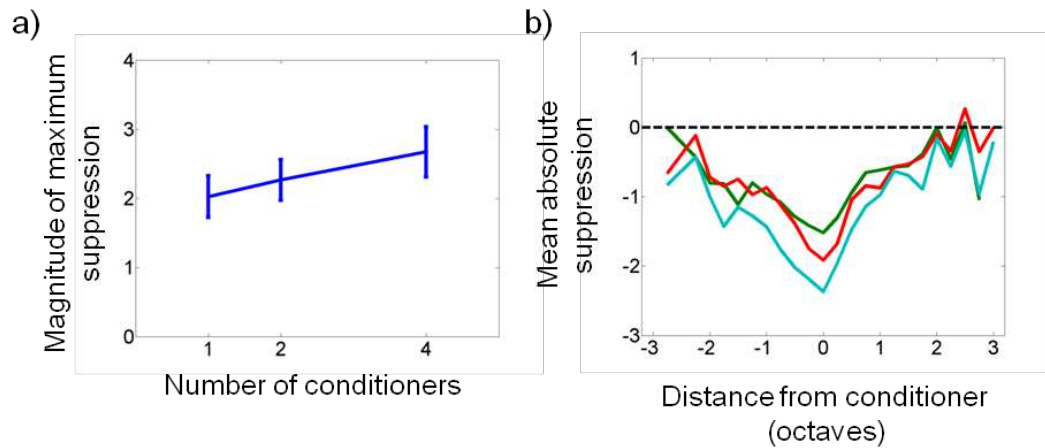 a)
Magnitude of maximum
suppression
4
3
2
1
0
1
2
4
Number of conditioners
b)
Mean absolute
suppression
1
0
-1
-2
-3
-3
-2
-1
0
1
2
3
Distance from conditioner
(octaves)